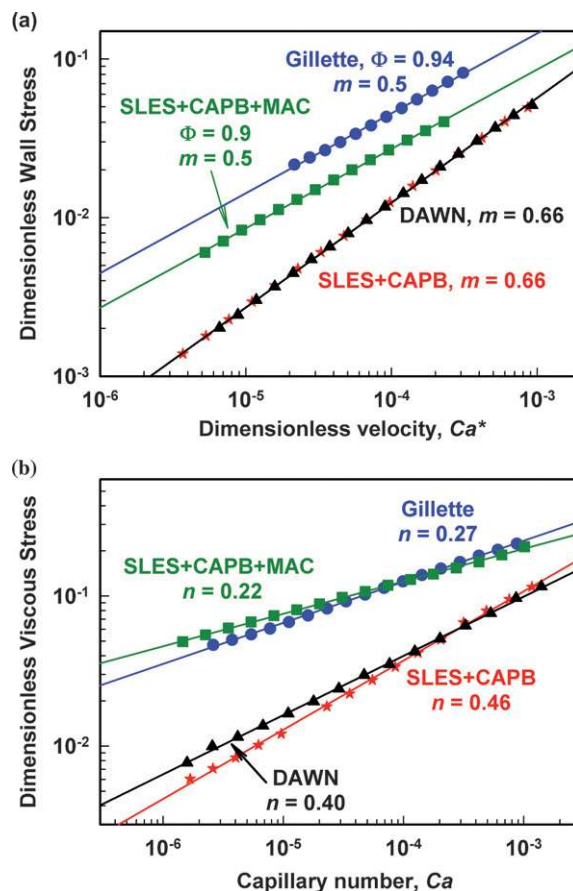 (a)
10⁻¹
10⁻²
10⁻³
Dimensionless Wall Stress
Gillette, Φ = 0.94
m = 0.5
SLES+CAPB+MAC
Φ = 0.9
m = 0.5
DAWN, m = 0.66
SLES+CAPB, m = 0.66
10⁻⁶ 10⁻⁵ 10⁻⁴ 10⁻³
Dimensionless velocity, Ca*
(b)
10⁻¹
10⁻²
Dimensionless Viscous Stress
Gillette
n = 0.27
SLES+CAPB+MAC
n = 0.22
SLES+CAPB
n = 0.46
DAWN
n = 0.40
10⁻⁶ 10⁻⁵ 10⁻⁴ 10⁻³
Capillary number, Ca